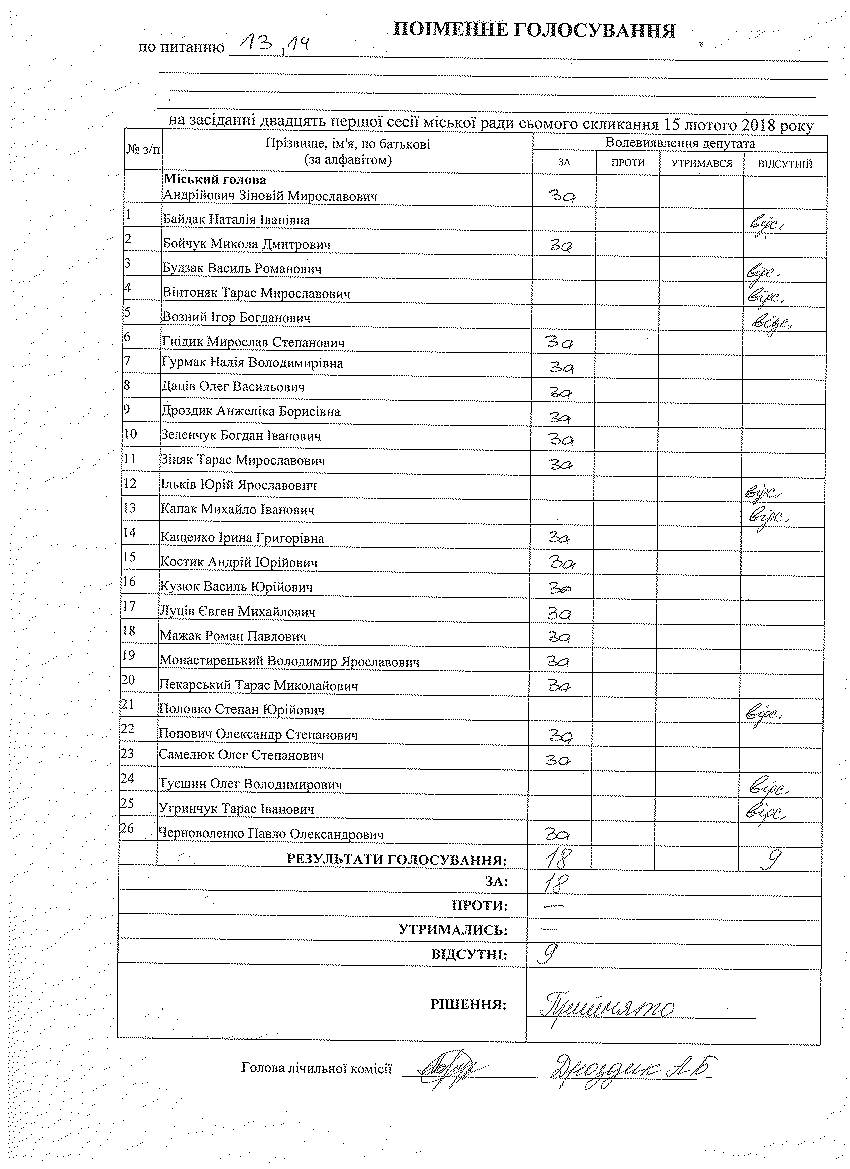 ПОІМЕННЕ ГОЛОСУВАННЯ
по питанню 13,14
на засіданні двадцять першої сесії міської ради сьомого скликання 15 лютого 2018 року
№ з/п Прізвище, ім'я, по батькові (за алфавітом) Волевиявлення депутата
ЗА ПРОТИ УТРИМАВСЯ ВІДСУТНІЙ
Міський голова
Андрійович Зіновій Мирославович за
1 Байдак Наталія Іванівна відс.
2 Бойчук Микола Дмитрович за
3 Будзак Василь Романович відс.
4 Вінтоняк Тарас Мирославович відс.
5 Возний Ігор Богданович відс.
6 Гнідик Мирослав Степанович за
7 Гурмак Надія Володимирівна за
8 Даців Олег Васильович за
9 Дроздик Анжеліка Борисівна за
10 Зеленчук Богдан Іванович за
11 Зіняк Тарас Мирославович за
12 Ільків Юрій Ярославович відс
13 Капак Михайло Іванович відс.
14 Кащенко Ірина Григорівна за
15 Костик Андрій Юрійович за
16 Кузюк Василь Юрійович за
17 Луців Євген Михайлович за
18 Мажак Роман Павлович за
19 Монастирецький Володимир Ярославович за
20 Пекарський Тарас Миколайович за
21 Половко Степан Юрійович відс.
22 Попович Олександр Степанович за
23 Самелюк Олег Степанович за
24 Туєшин Олег Володимирович відс.
25 Угринчук Тарас Іванович відс.
26 Черноволенко Павло Олександрович за
РЕЗУЛЬТАТИ ГОЛОСУВАННЯ: 18 9
ЗА: 18
ПРОТИ: —
УТРИМАЛИСЬ: —
ВІДСУТНІ: 9
РІШЕННЯ: Прийнято
Голова лічильної комісії Дроздик А.Б